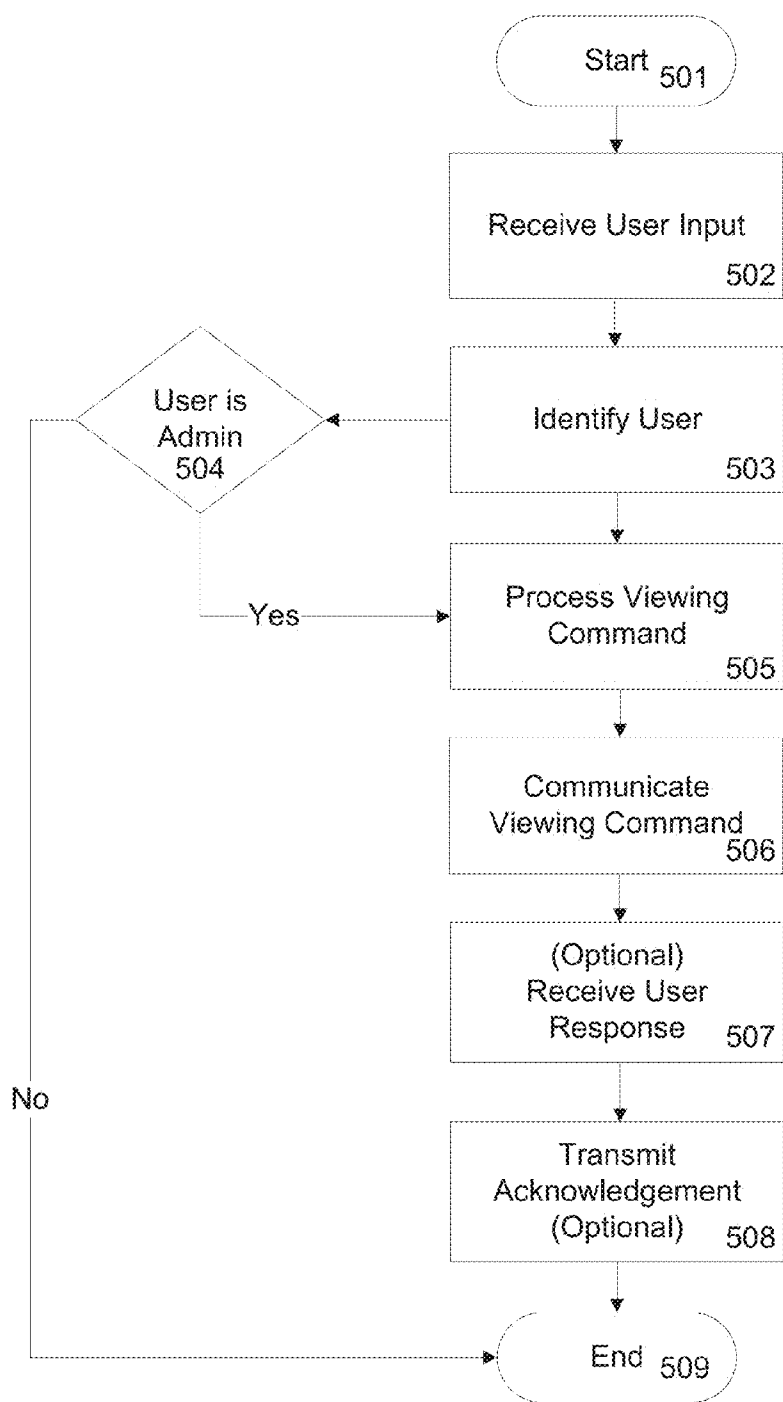 Start 501
Receive User Input
502
Identify User
503
User is
Admin
504
Process Viewing
Command
505
Yes
Communicate
Viewing Command
506
(Optional)
Receive User
Response
507
No
Transmit
Acknowledgement
(Optional)
508
End 509